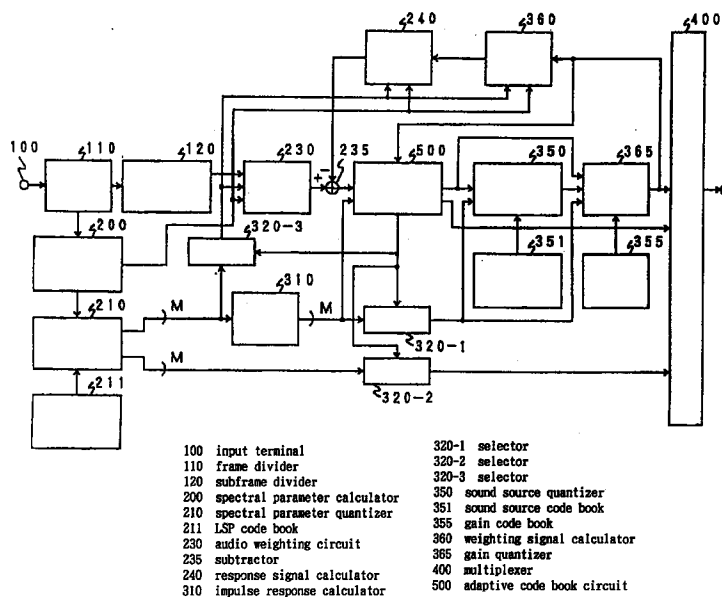 240
360
400
100
110
120
230
+ -
235
500
350
365
200
320-3
351
355
210
M
310
M
320-1
M
211
320-2
100 input terminal
110 frame divider
120 subframe divider
200 spectral parameter calculator
210 spectral parameter quantizer
211 LSP code book
230 audio weighting circuit
235 subtractor
240 response signal calculator
310 impulse response calculator
320-1 selector
320-2 selector
320-3 selector
350 sound source quantizer
351 sound source code book
355 gain code book
360 weighting signal calculator
365 gain quantizer
400 multiplexer
500 adaptive code book circuit